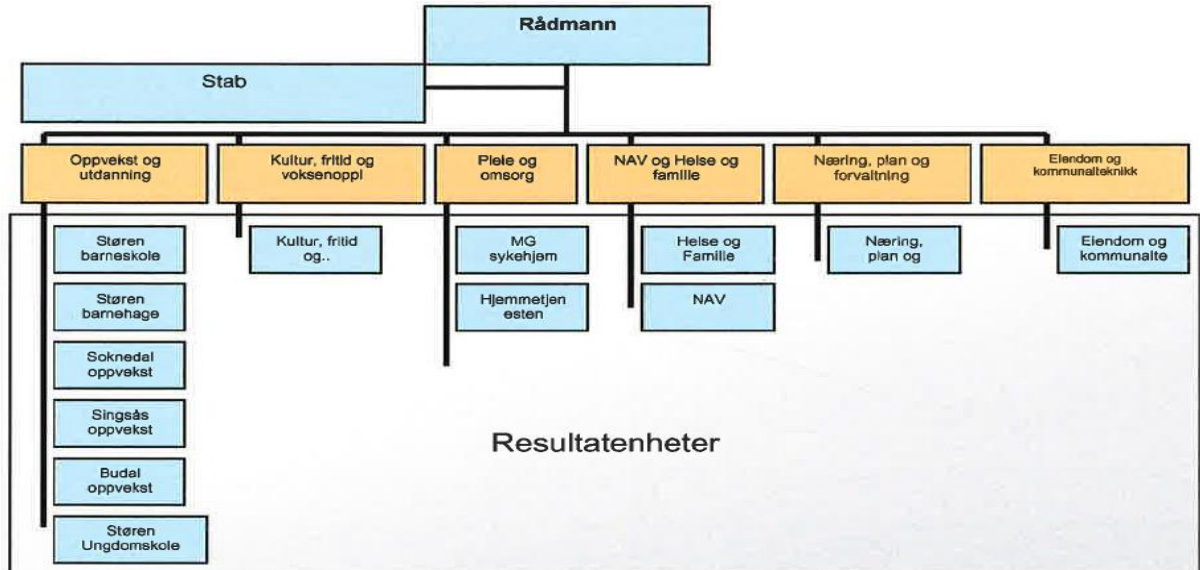 Rådmann
Stab
Oppvekst og
utdanning
Kultur, fritid og
voksenoppl
Pleie og
omsorg
NAV og Helse og
familie
Næring, plan og
forvaltning
Eiendom og
kommunalteknikk
Støren
barneskole
Støren
barnehage
Soknedal
oppvekst
Singsås
oppvekst
Budal
oppvekst
Støren
Ungdomskole
Kultur, fritid
og..
MG
sykehjem
Hjemmetjen
esten
Helse og
Familie
NAV
Næring,
plan og
Eiendom og
kommunalte
Resultatenheter